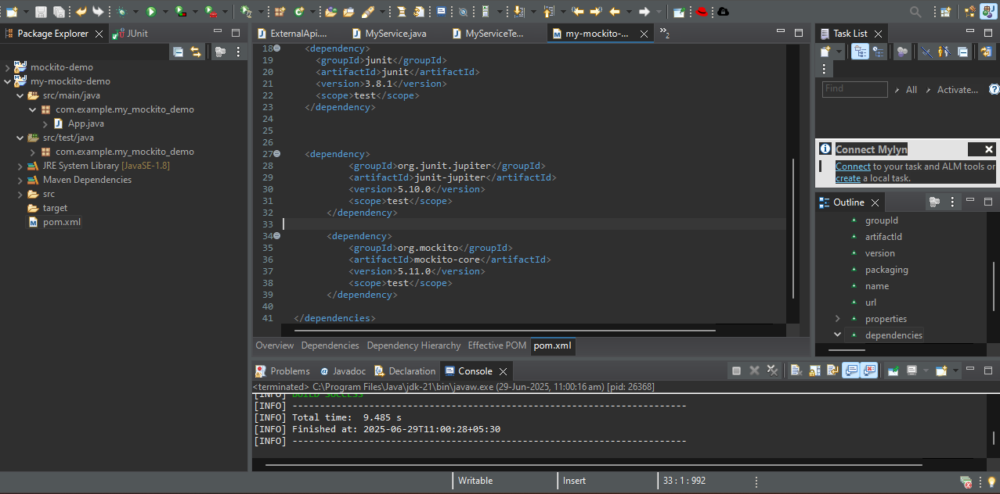 Package Explorer
JUnit
mockito-demo
my-mockito-demo
src/main/java
com.example.my_mockito_demo
App.java
src/test/java
com.example.my_mockito_demo
JRE System Library [JavaSE-1.8]
Maven Dependencies
src
target
pom.xml
ExternalApi....
MyService.java
MyServiceTe...
my-mockito-...
2
18 <dependency>
19 <groupId>junit</groupId>
20 <artifactId>junit</artifactId>
21 <version>3.8.1</version>
22 <scope>test</scope>
23 </dependency>
24
25
26
27 <dependency>
28 <groupId>org.junit.jupiter</groupId>
29 <artifactId>junit-jupiter</artifactId>
30 <version>5.10.0</version>
31 <scope>test</scope>
32 </dependency>
33
34 <dependency>
35 <groupId>org.mockito</groupId>
36 <artifactId>mockito-core</artifactId>
37 <version>5.11.0</version>
38 <scope>test</scope>
39 </dependency>
40
41 </dependencies>
Overview Dependencies Dependency Hierarchy Effective POM pom.xml
Task List
Find
All
Activate...
Connect Mylyn
Connect to your task and ALM tools or
create a local task.
Outline
groupId
artifactId
version
packaging
name
url
properties
dependencies
Problems Javadoc Declaration Console
<terminated> C:\Program Files\Java\jdk-21\bin\javaw.exe (29-Jun-2025, 11:00:16 am) [pid: 26368]
[INFO] BUILD SUCCESS
[INFO] ------------------------------------------------------------------------
[INFO] Total time:  9.485 s
[INFO] Finished at: 2025-06-29T11:00:28+05:30
[INFO] ------------------------------------------------------------------------
Writable
Insert
33 : 1 : 992